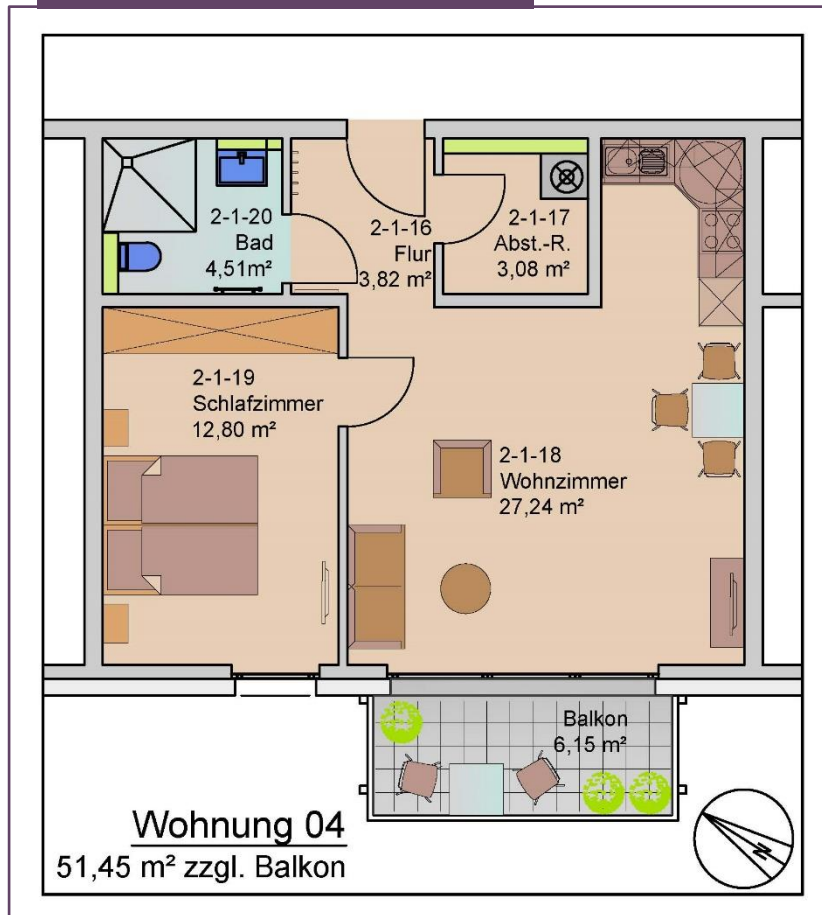 2-1-20
Bad
4,51m²
2-1-16
Flur
3,82 m²
2-1-17
Abst.-R.
3,08 m²
2-1-19
Schlafzimmer
12,80 m²
2-1-18
Wohnzimmer
27,24 m²
Balkon
6,15 m²
Wohnung 04
51,45 m² zzgl. Balkon
N